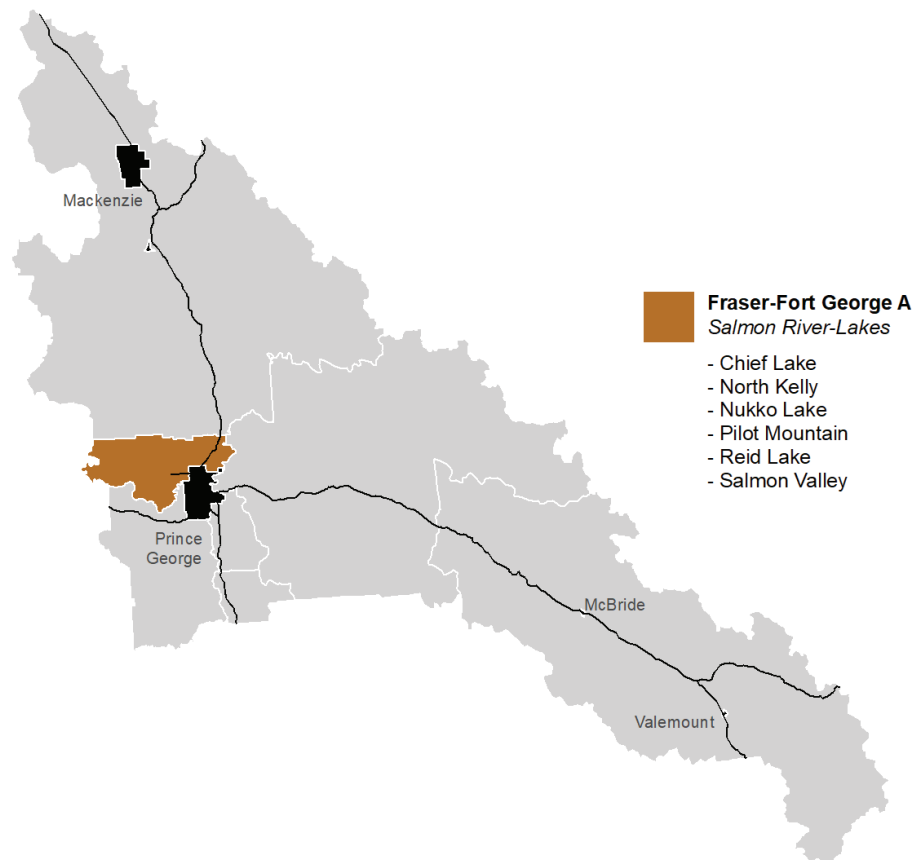 Mackenzie
Fraser-Fort George A
Salmon River-Lakes
- Chief Lake
- North Kelly
- Nukko Lake
- Pilot Mountain
- Reid Lake
- Salmon Valley
Prince
George
McBride
Valemount